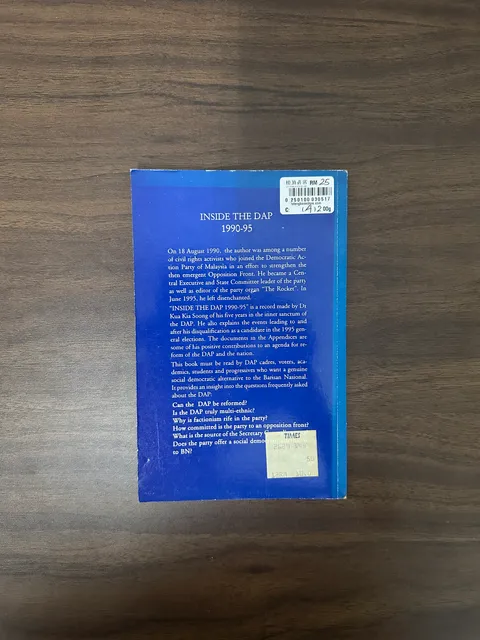 RM 25
INSIDE THE DAP
1990-95
On 18 August 1990, the author was among a number
of civil rights activists who joined the Democratic Ac-
tion Party of Malaysia in an effort to strengthen the
then emergent Opposition Front. He became a Cen-
tral Executive and State Committee leader of the party
as well as editor of the party organ "The Rocket". In
June 1995, he left disenchanted.
"INSIDE THE DAP 1990-95" is a record made by Dr
Kua Kia Soong of his five years in the inner sanctum of
the DAP. He also explains the events leading to and
after his disqualification as a candidate in the 1995 gen-
eral elections. The documents in the Appendices are
some of his positive contributions to an agenda for re-
form of the DAP and the nation.
This book must be read by DAP cadres, voters, aca-
demics, students and progressives who want a genuine
social democratic alternative to the Barisan Nasional.
It provides an insight into the questions frequently asked
about the DAP:
Can the DAP be reformed?
Is the DAP truly multi-ethnic?
Why is factionism rife in the party?
How committed is the party to an opposition front?
What is the source of the Secretary
Does the party offer a social demo
to BN?
TIMES